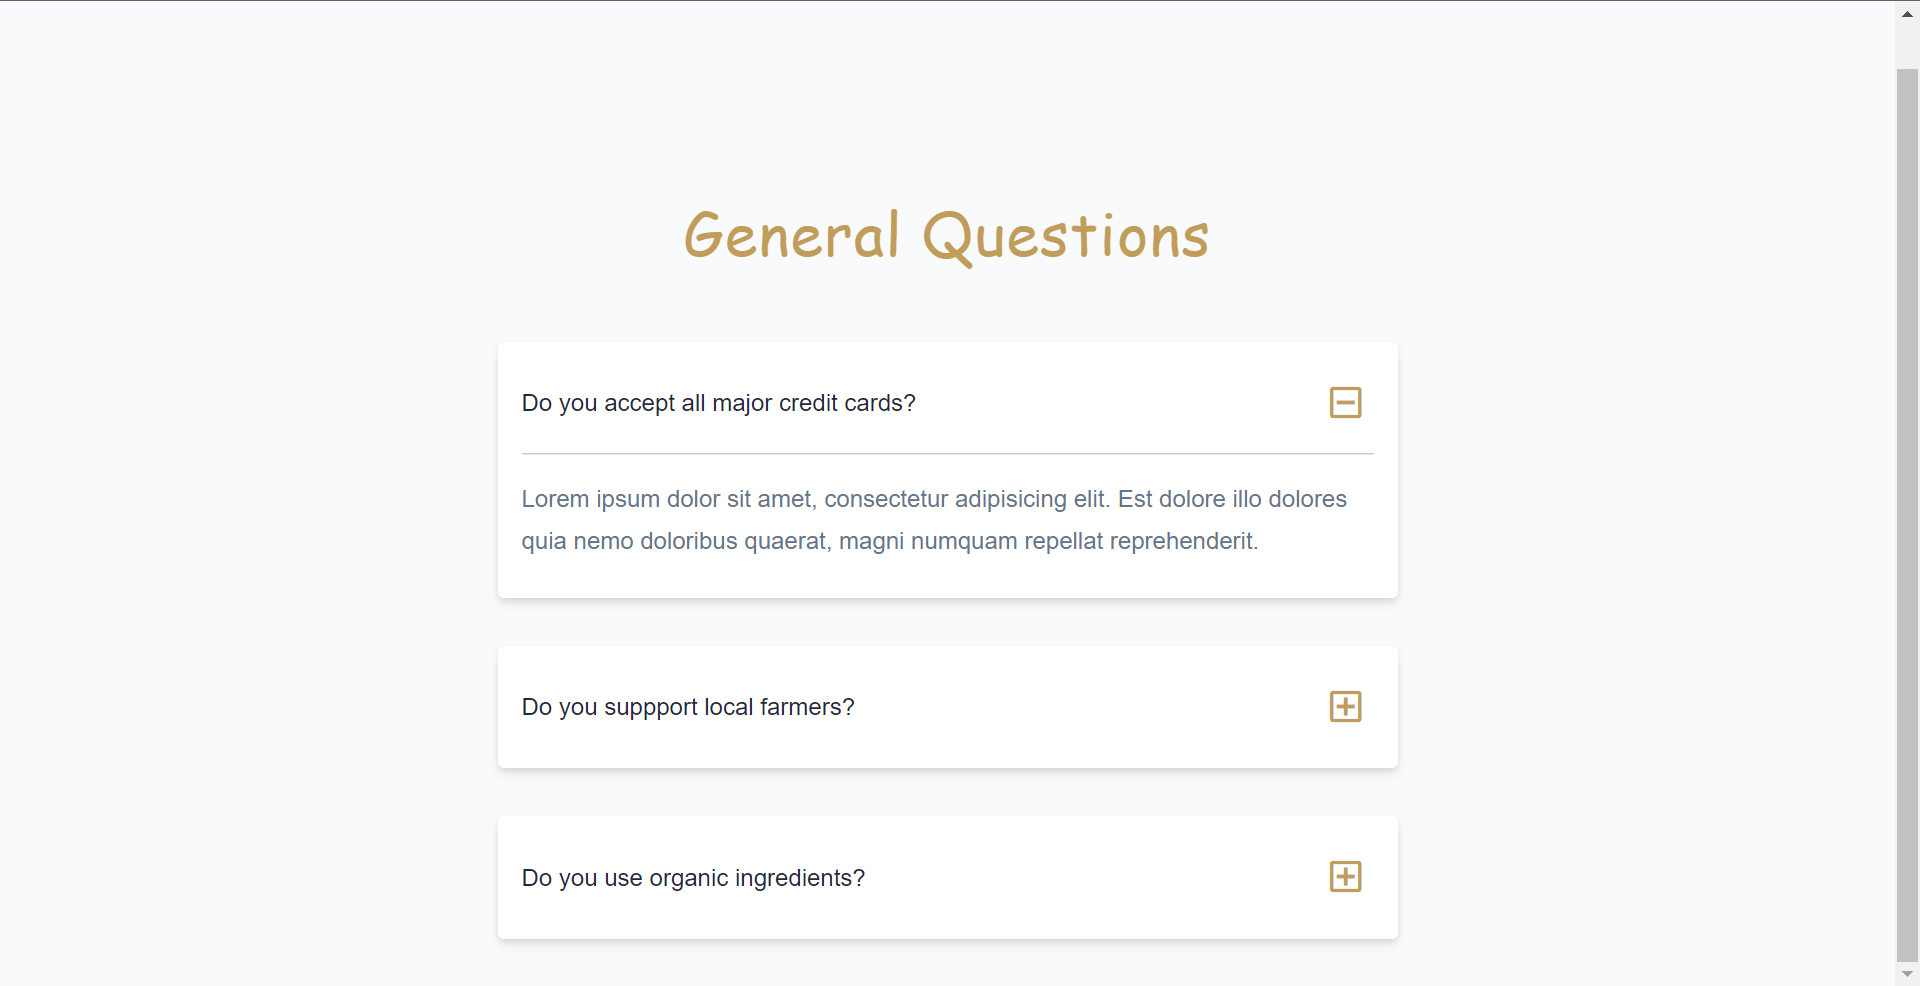 General Questions
Do you accept all major credit cards?
Lorem ipsum dolor sit amet, consectetur adipisicing elit. Est dolore illo dolores
quia nemo doloribus quaerat, magni numquam repellat reprehenderit.
Do you suppport local farmers?
Do you use organic ingredients?